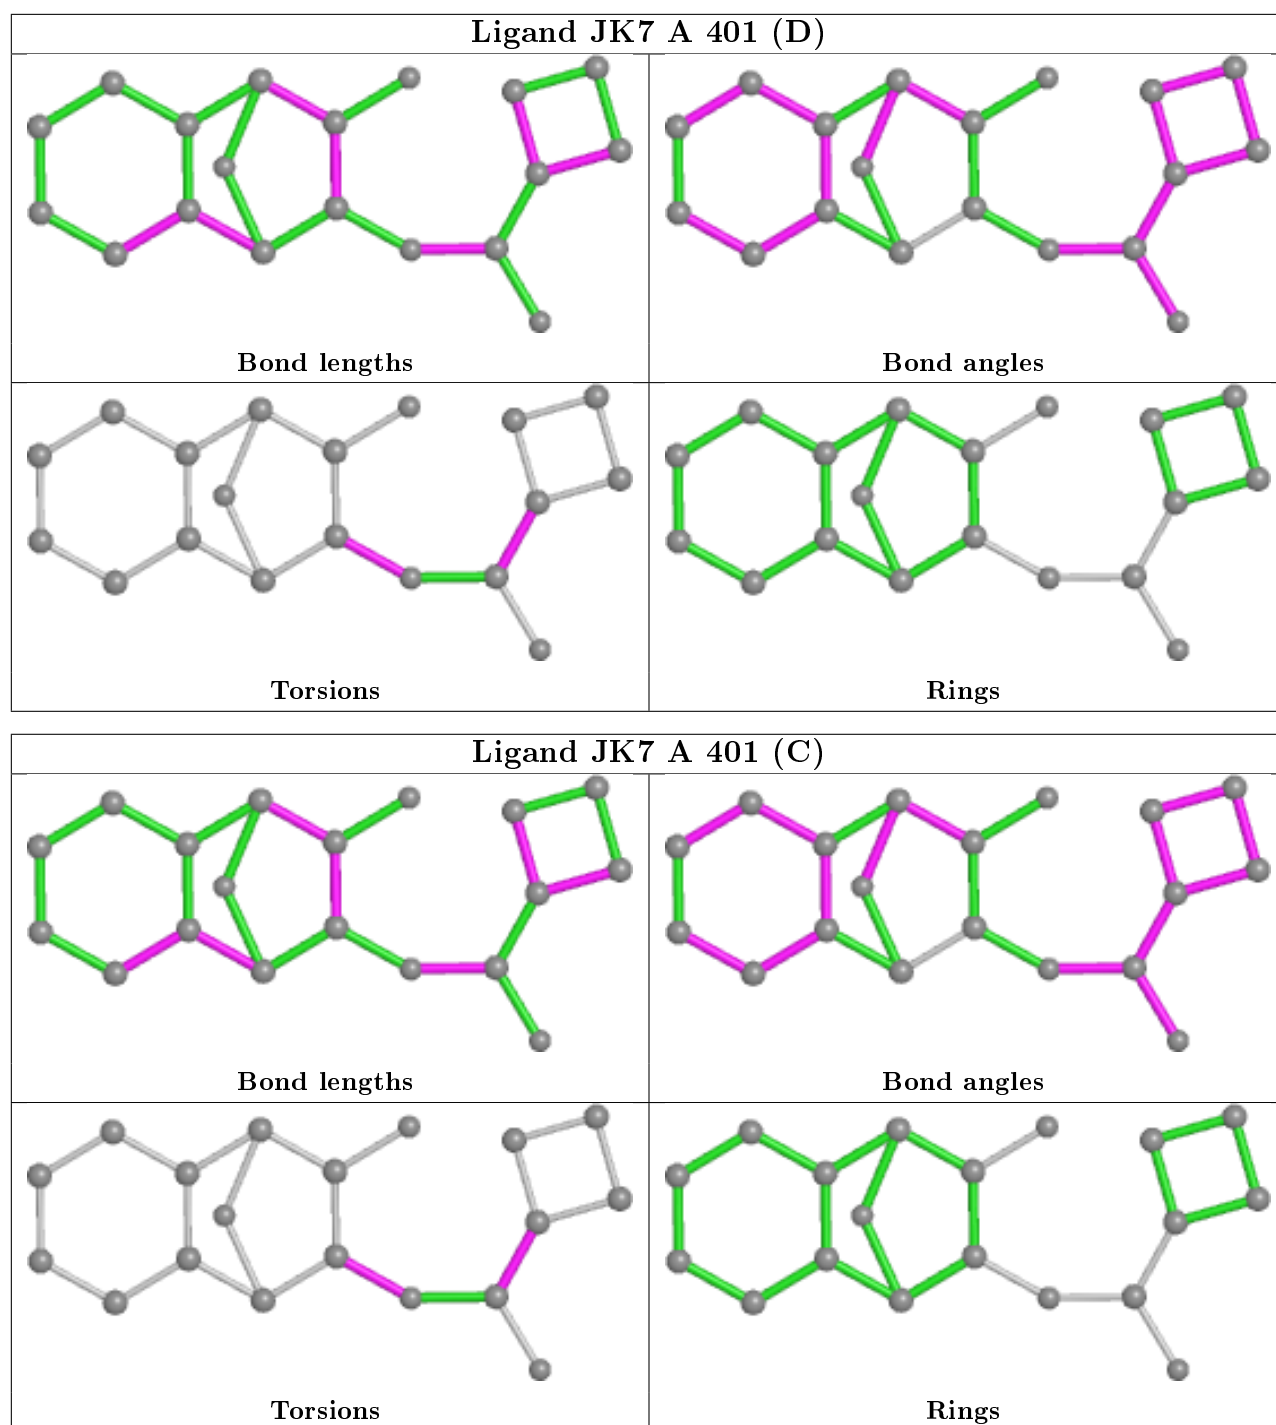 Ligand JK7 A 401 (D)
Bond lengths
Bond angles
Torsions
Rings
Ligand JK7 A 401 (C)
Bond lengths
Bond angles
Torsions
Rings